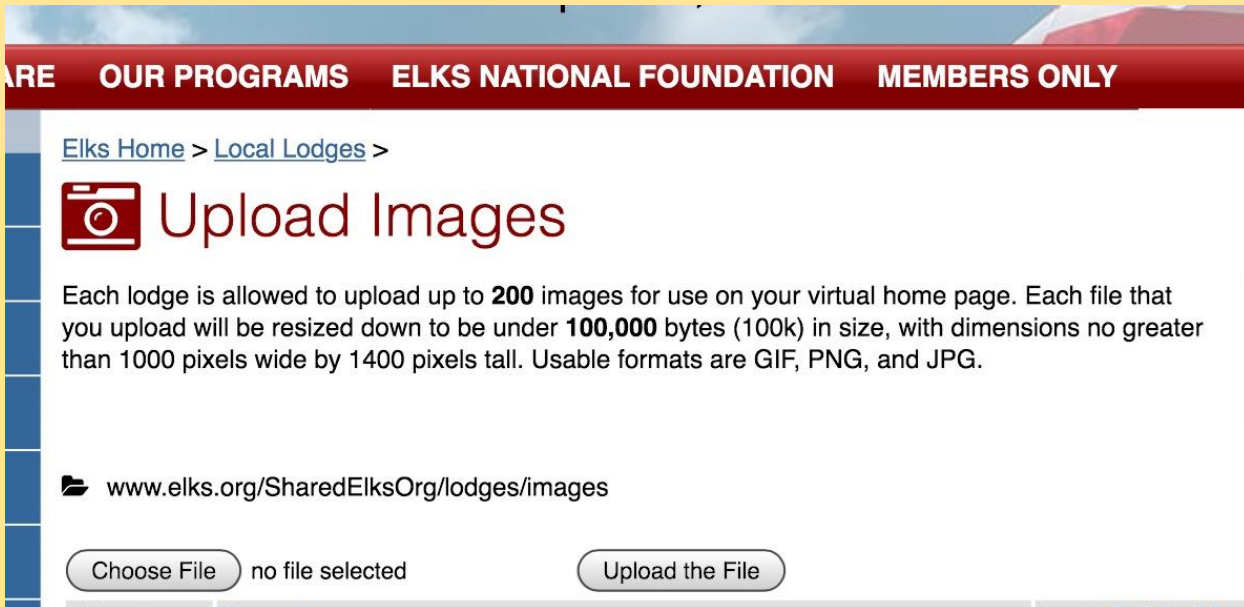 OUR PROGRAMS ELKS NATIONAL FOUNDATION MEMBERS ONLY
Elks Home > Local Lodges >
Upload Images
Each lodge is allowed to upload up to 200 images for use on your virtual home page. Each file that
you upload will be resized down to be under 100,000 bytes (100k) in size, with dimensions no greater
than 1000 pixels wide by 1400 pixels tall. Usable formats are GIF, PNG, and JPG.
www.elks.org/SharedElksOrg/lodges/images
Choose File no file selected Upload the File